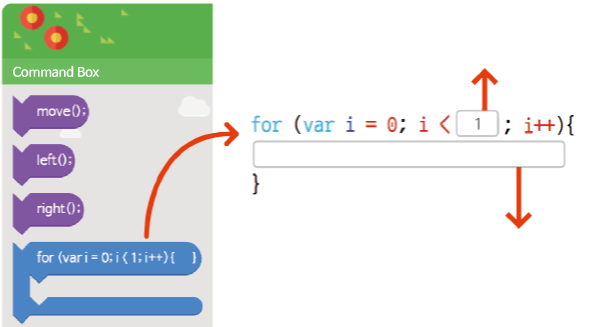 Command Box
move();
left();
right();
for (var i = 0; i < 1; i++) { }
for (var i = 0; i < 1 ; i++){
}